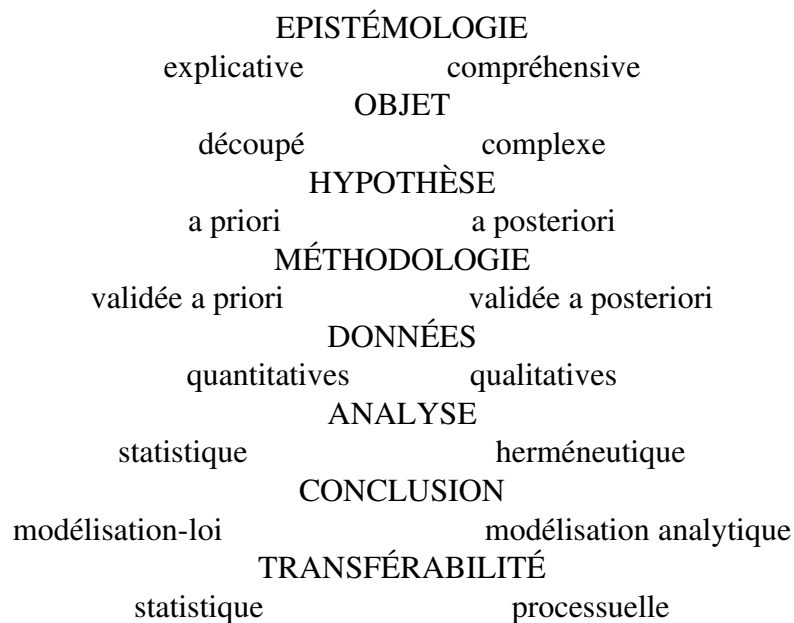 EPISTÉMOLOGIE
explicative compréhensive
OBJET
découpé complexe
HYPOTHÈSE
a priori a posteriori
MÉTHODOLOGIE
validée a priori validée a posteriori
DONNÉES
quantitatives qualitatives
ANALYSE
statistique herméneutique
CONCLUSION
modélisation-loi modélisation analytique
TRANSFÉRABILITÉ
statistique processuelle